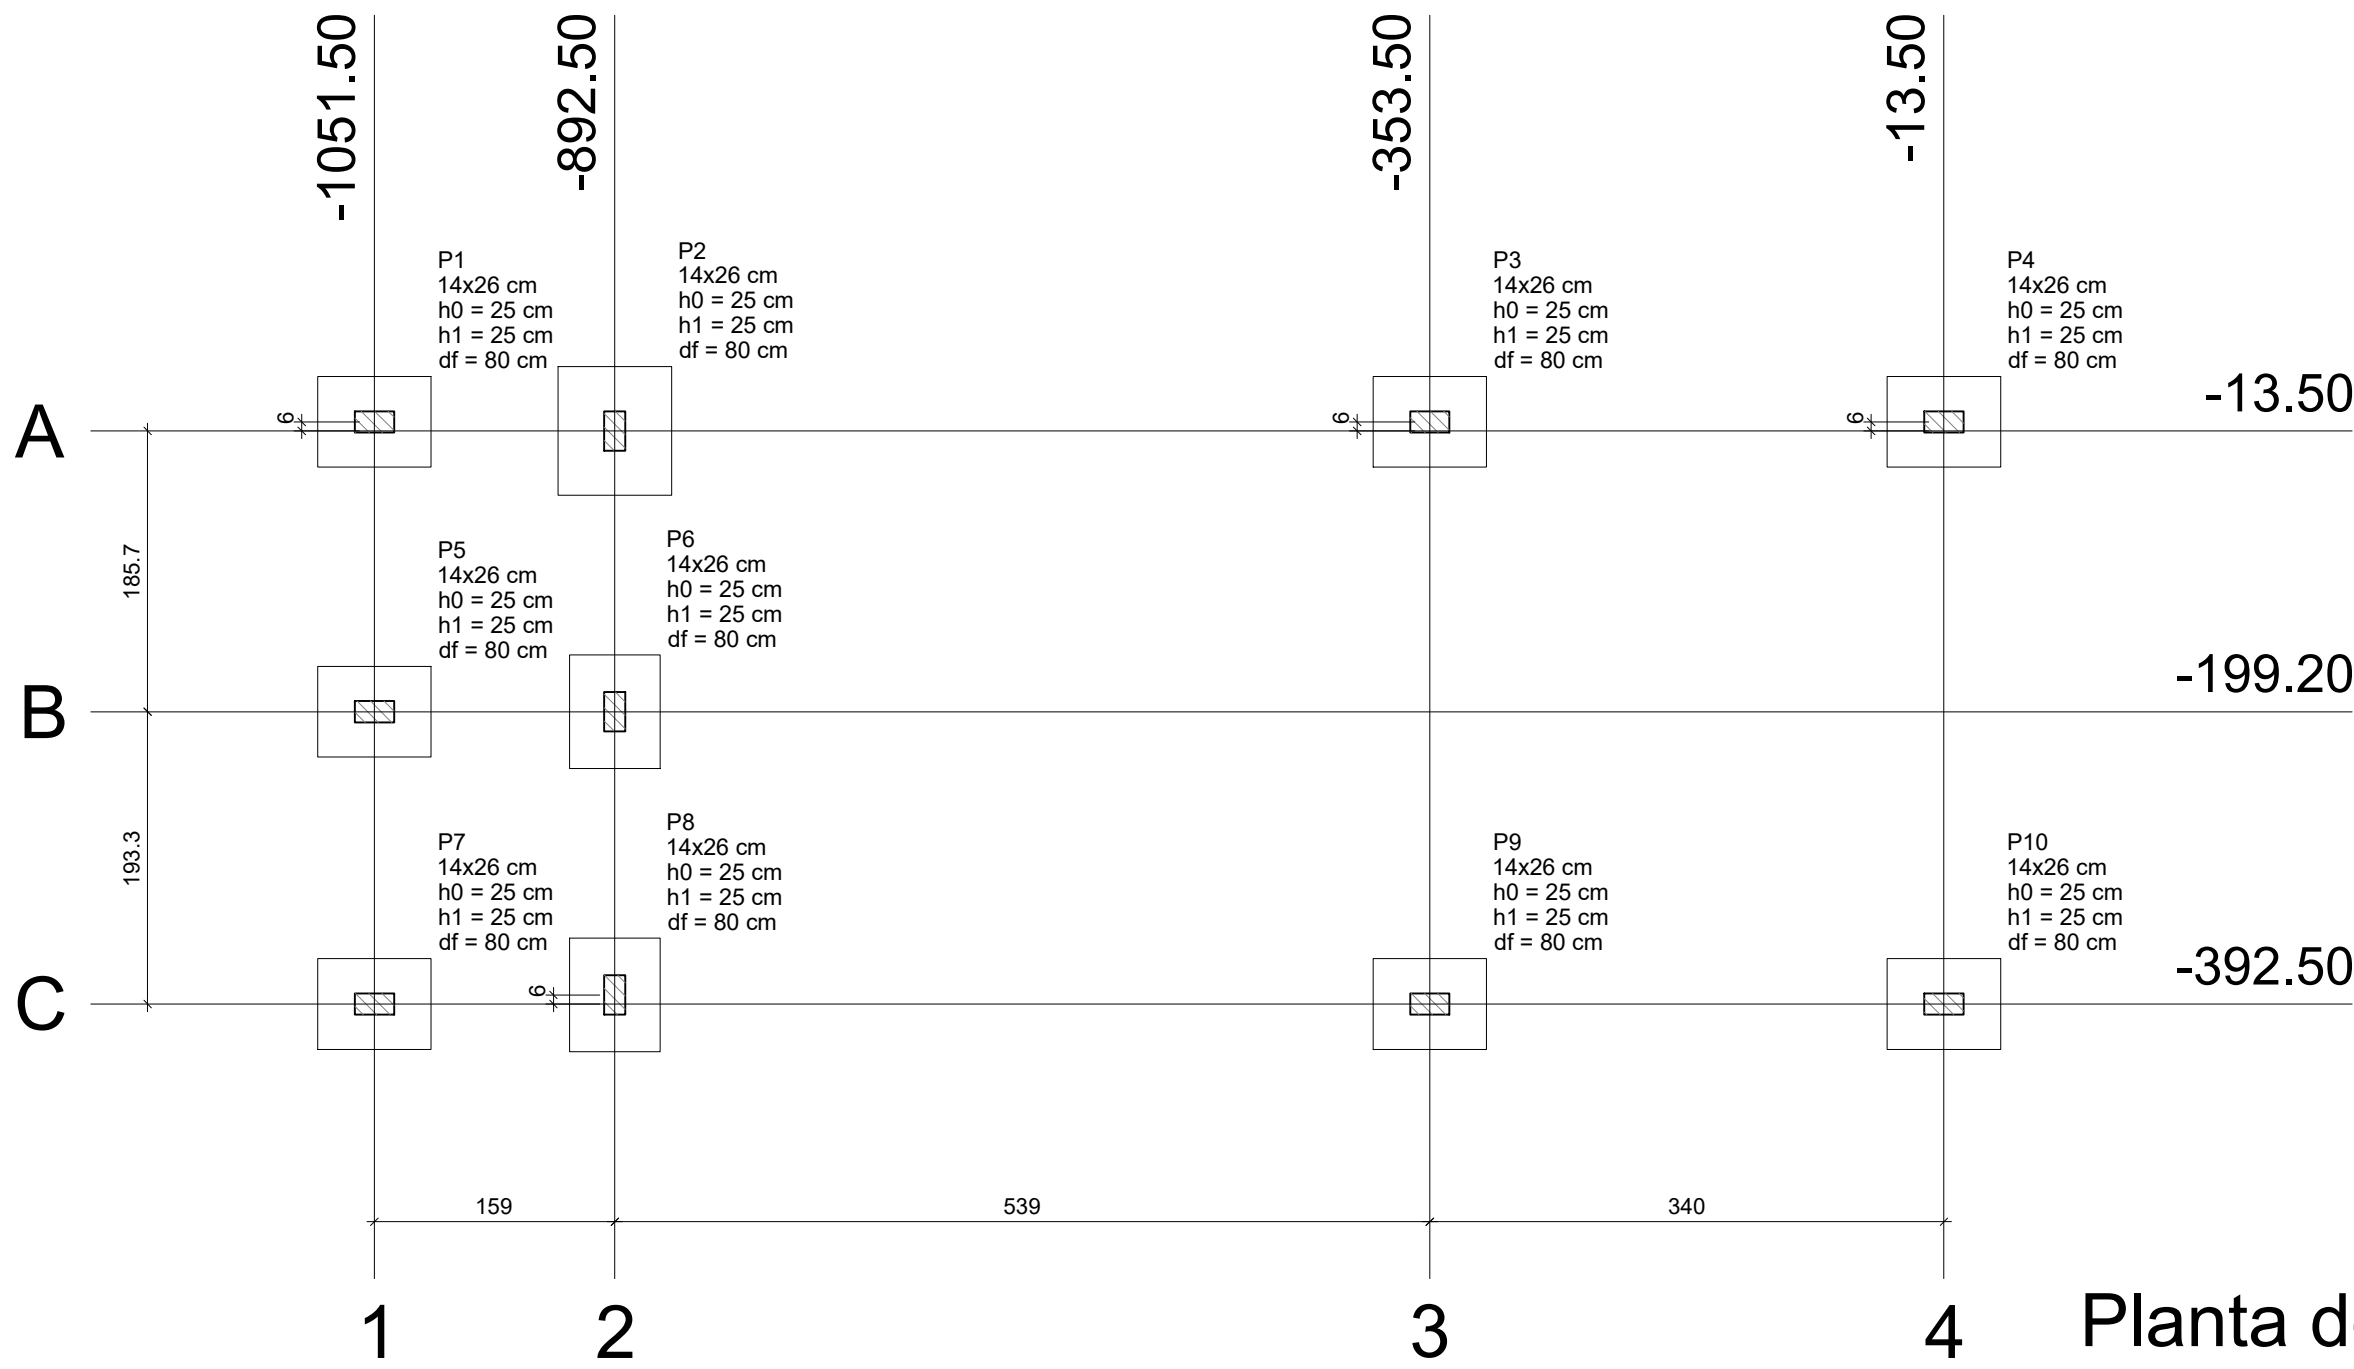 -1051.50
-892.50
-353.50
-13.50
P1
14x26 cm
h0 = 25 cm
h1 = 25 cm
df = 80 cm
P2
14x26 cm
h0 = 25 cm
h1 = 25 cm
df = 80 cm
P3
14x26 cm
h0 = 25 cm
h1 = 25 cm
df = 80 cm
P4
14x26 cm
h0 = 25 cm
h1 = 25 cm
df = 80 cm
A
6
6
6
-13.50
185.7
P5
14x26 cm
h0 = 25 cm
h1 = 25 cm
df = 80 cm
P6
14x26 cm
h0 = 25 cm
h1 = 25 cm
df = 80 cm
B
-199.20
193.3
P7
14x26 cm
h0 = 25 cm
h1 = 25 cm
df = 80 cm
P8
14x26 cm
h0 = 25 cm
h1 = 25 cm
df = 80 cm
P9
14x26 cm
h0 = 25 cm
h1 = 25 cm
df = 80 cm
P10
14x26 cm
h0 = 25 cm
h1 = 25 cm
df = 80 cm
C
6
-392.50
159
539
340
1
2
3
4
Planta